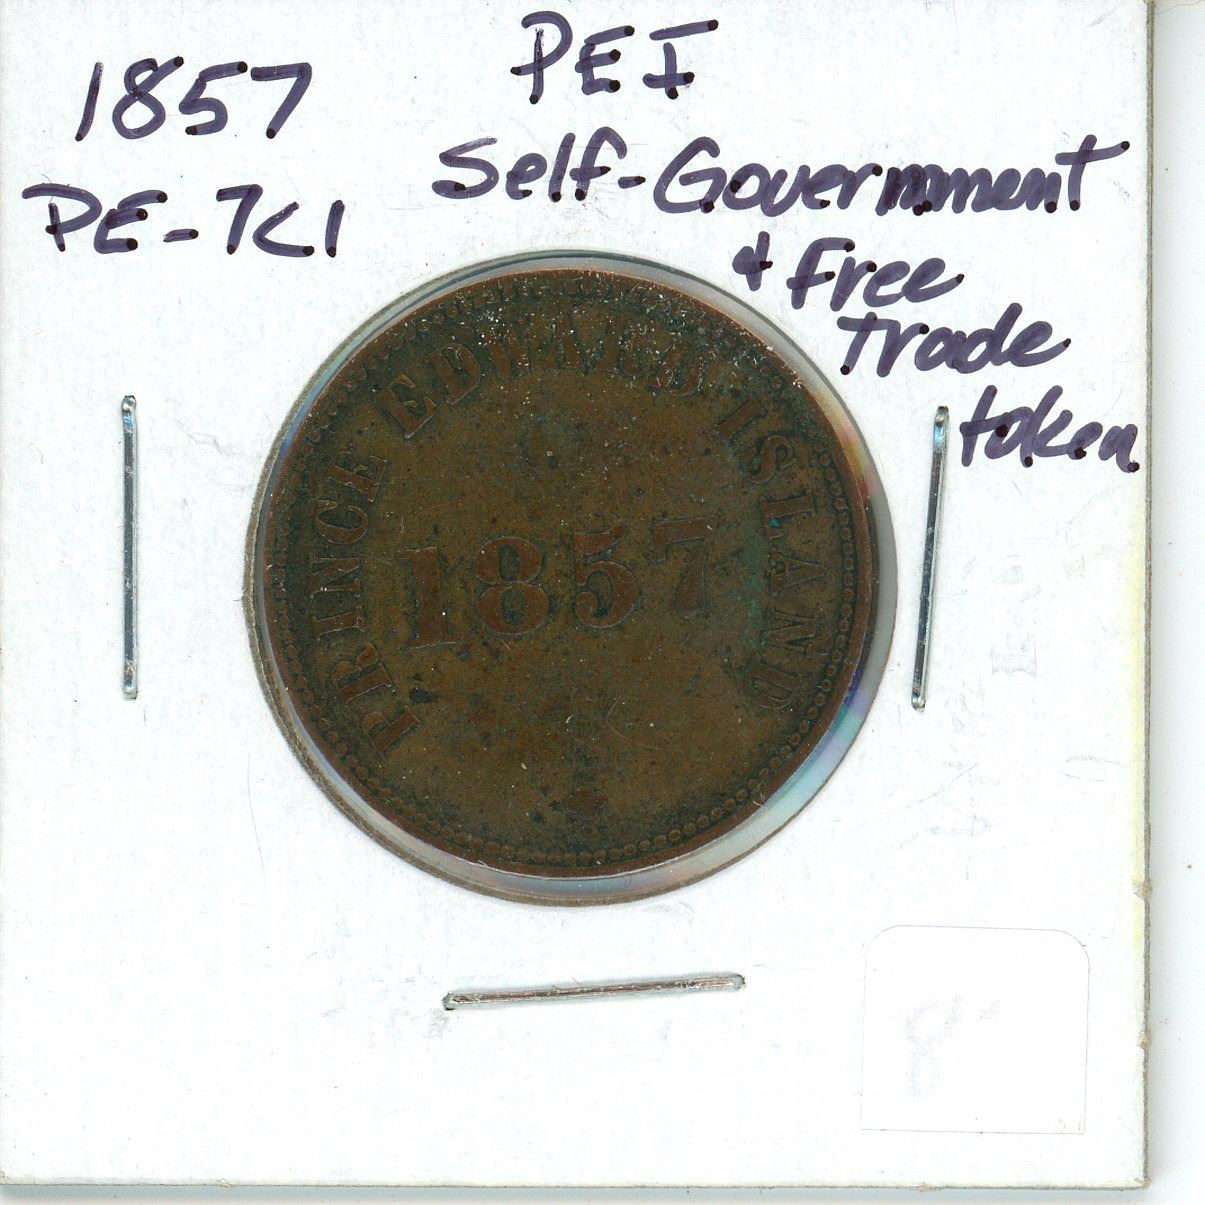 1857
PE-7C1
PEI
Self-Government
& Free
trade
token
PRINCE EDWARD ISLAND
1857
8